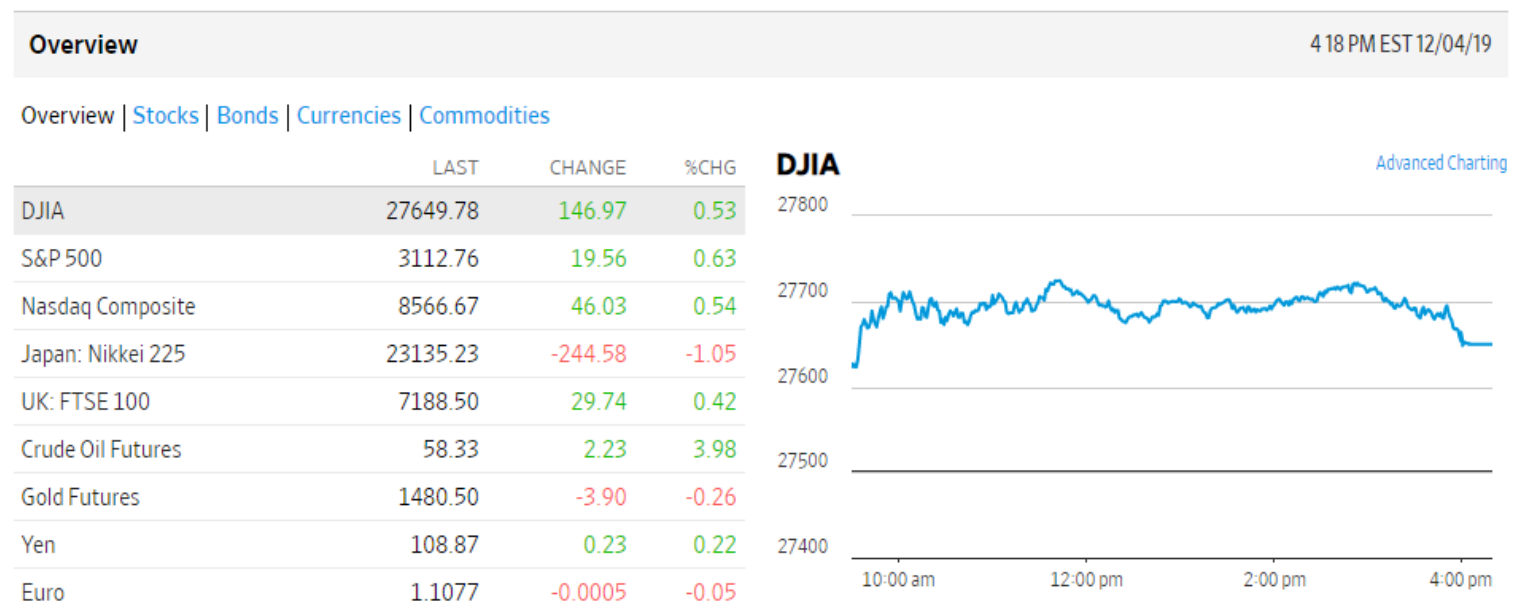 Overview 4 18 PM EST 12/04/19
Overview | Stocks | Bonds | Currencies | Commodities
LAST CHANGE %CHG
DJIA 27649.78 146.97 0.53
S&P 500 3112.76 19.56 0.63
Nasdaq Composite 8566.67 46.03 0.54
Japan: Nikkei 225 23135.23 -244.58 -1.05
UK: FTSE 100 7188.50 29.74 0.42
Crude Oil Futures 58.33 2.23 3.98
Gold Futures 1480.50 -3.90 -0.26
Yen 108.87 0.23 0.22
Euro 1.1077 -0.0005 -0.05
DJIA Advanced Charting
27800
27700
27600
27500
27400
10:00 am 12:00 pm 2:00 pm 4:00 pm